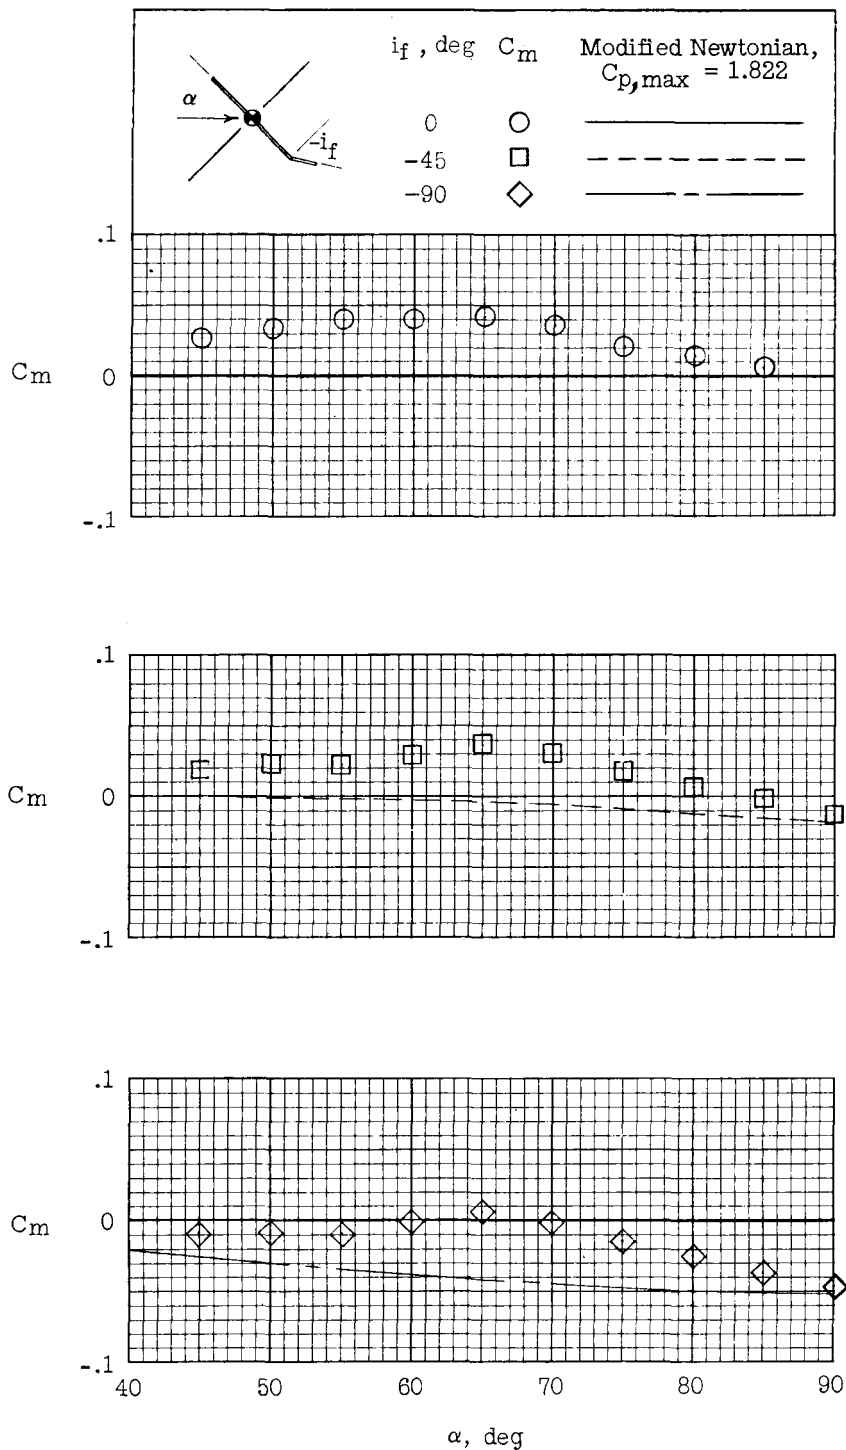 i_f , deg C_m Modified Newtonian,
C_p,max = 1.822
α
-i_f
0
-45
-90
.1
C_m 0
-.1
.1
C_m 0
-.1
.1
C_m 0
-.1
40 50 60 70 80 90
α, deg